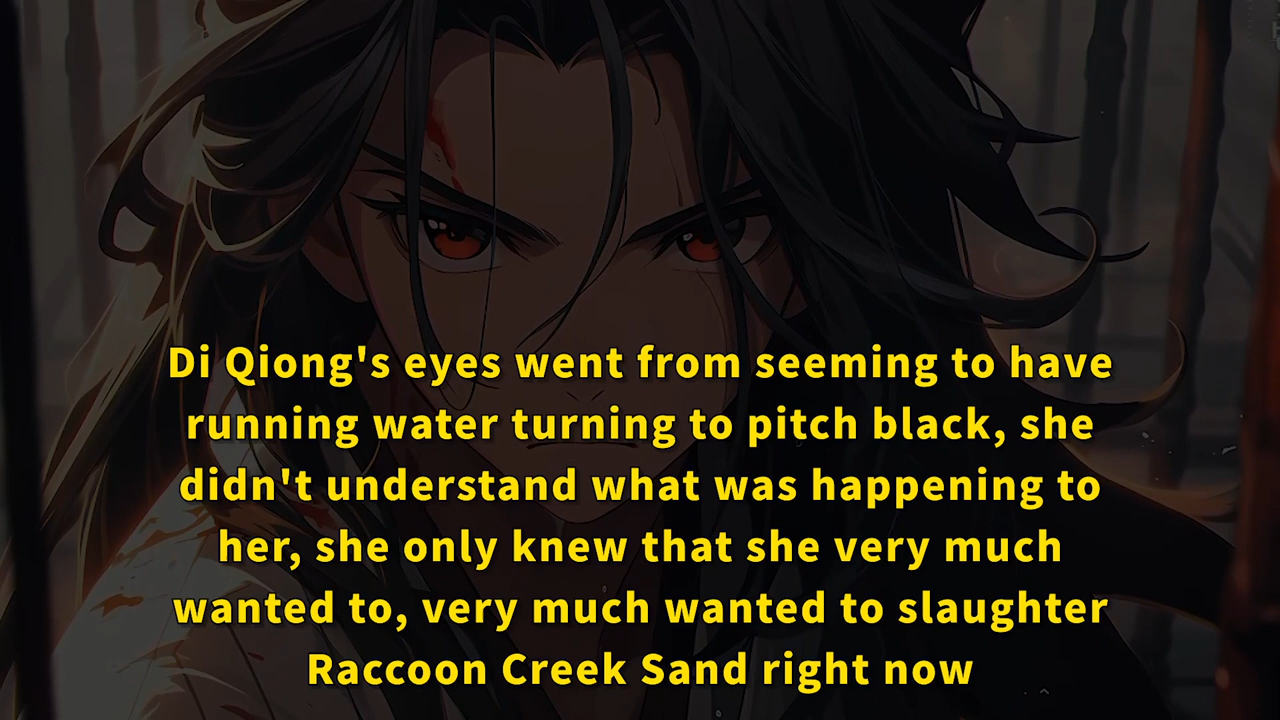 Di Qiong's eyes went from seeming to have
running water turning to pitch black, she
didn't understand what was happening to
her, she only knew that she very much
wanted to, very much wanted to slaughter
Raccoon Creek Sand right now